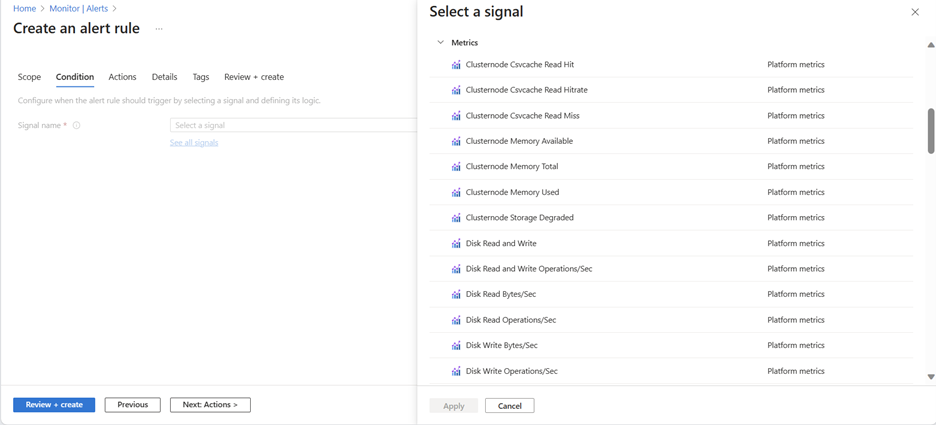 Home > Monitor | Alerts >
Create an alert rule ...
Scope Condition Actions Details Tags Review + create
Configure when the alert rule should trigger by selecting a signal and defining its logic.
Signal name * Select a signal
See all signals
Review + create Previous Next: Actions >
Select a signal
Metrics
Clusternode Csvcache Read Hit Platform metrics
Clusternode Csvcache Read Hitrate Platform metrics
Clusternode Csvcache Read Miss Platform metrics
Clusternode Memory Available Platform metrics
Clusternode Memory Total Platform metrics
Clusternode Memory Used Platform metrics
Clusternode Storage Degraded Platform metrics
Disk Read and Write Platform metrics
Disk Read and Write Operations/Sec Platform metrics
Disk Read Bytes/Sec Platform metrics
Disk Read Operations/Sec Platform metrics
Disk Write Bytes/Sec Platform metrics
Disk Write Operations/Sec Platform metrics
Apply Cancel